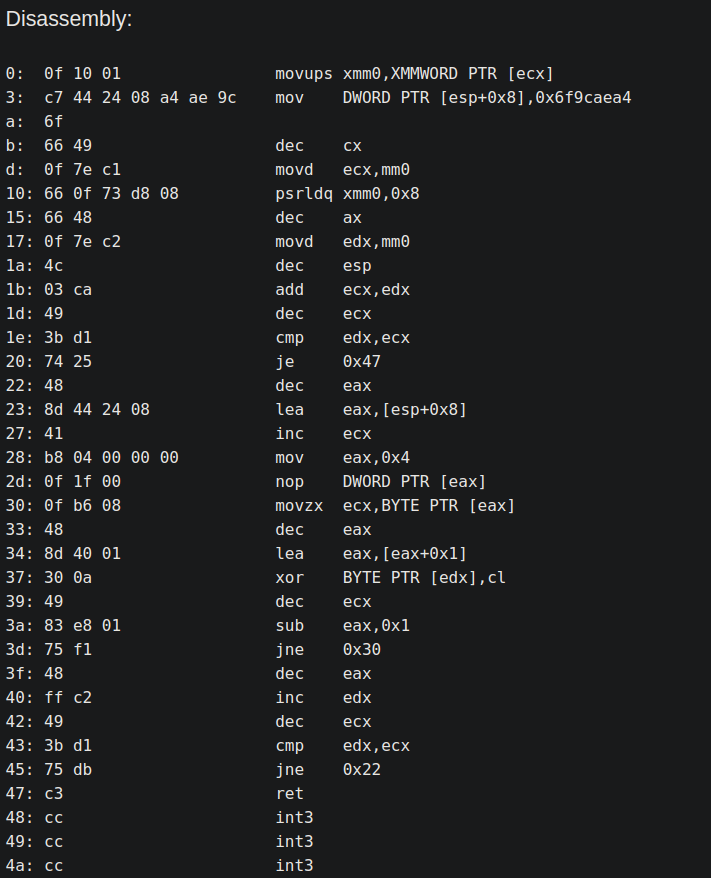 Disassembly:
0: 0f 10 01 movups xmm0,XMMWORD PTR [ecx]
3: c7 44 24 08 a4 ae 9c mov DWORD PTR [esp+0x8],0x6f9caea4
a: 6f
b: 66 49 dec cx
d: 0f 7e c1 movd ecx,mm0
10: 66 0f 73 d8 08 psrldq xmm0,0x8
15: 66 48 dec ax
17: 0f 7e c2 movd edx,mm0
1a: 4c dec esp
1b: 03 ca add ecx,edx
1d: 49 dec ecx
1e: 3b d1 cmp edx,ecx
20: 74 25 je 0x47
22: 48 dec eax
23: 8d 44 24 08 lea eax,[esp+0x8]
27: 41 inc ecx
28: b8 04 00 00 00 mov eax,0x4
2d: 0f 1f 00 nop DWORD PTR [eax]
30: 0f b6 08 movzx ecx,BYTE PTR [eax]
33: 48 dec eax
34: 8d 40 01 lea eax,[eax+0x1]
37: 30 0a xor BYTE PTR [edx],cl
39: 49 dec ecx
3a: 83 e8 01 sub eax,0x1
3d: 75 f1 jne 0x30
3f: 48 dec eax
40: ff c2 inc edx
42: 49 dec ecx
43: 3b d1 cmp edx,ecx
45: 75 db jne 0x22
47: c3 ret
48: cc int3
49: cc int3
4a: cc int3